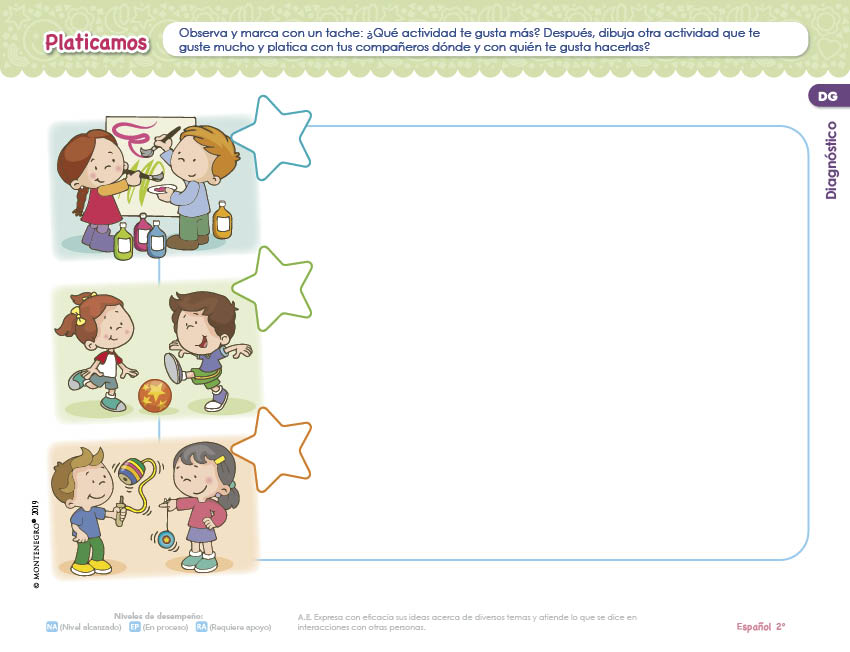 Platicamos
Observa y marca con un tache: ¿Qué actividad te gusta más? Después, dibuja otra actividad que te
guste mucho y platica con tus compañeros dónde y con quién te gusta hacerlas?
DG
Diagnóstico
© MONTENEGRO® 2019
Niveles de desempeño:
NA (Nivel alcanzado) EP (En proceso) RA (Requiere apoyo)
A.E. Expresa con eficacia sus ideas acerca de diversos temas y atiende lo que se dice en
interacciones con otras personas.
Español 2°